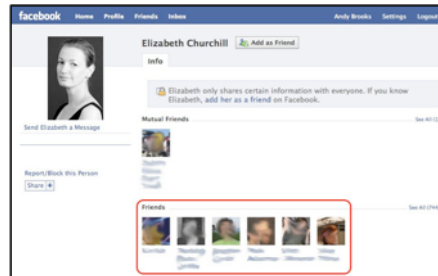 facebook Home Profile Friends Inbox Andy Brooks Settings Logout
Elizabeth Churchill Add as Friend
Info
Elizabeth only shares certain information with everyone. If you know
Elizabeth, add her as a friend on Facebook.
Send Elizabeth a Message
Mutual Friends See All
Report/Block this Person
Share +
Friends See All